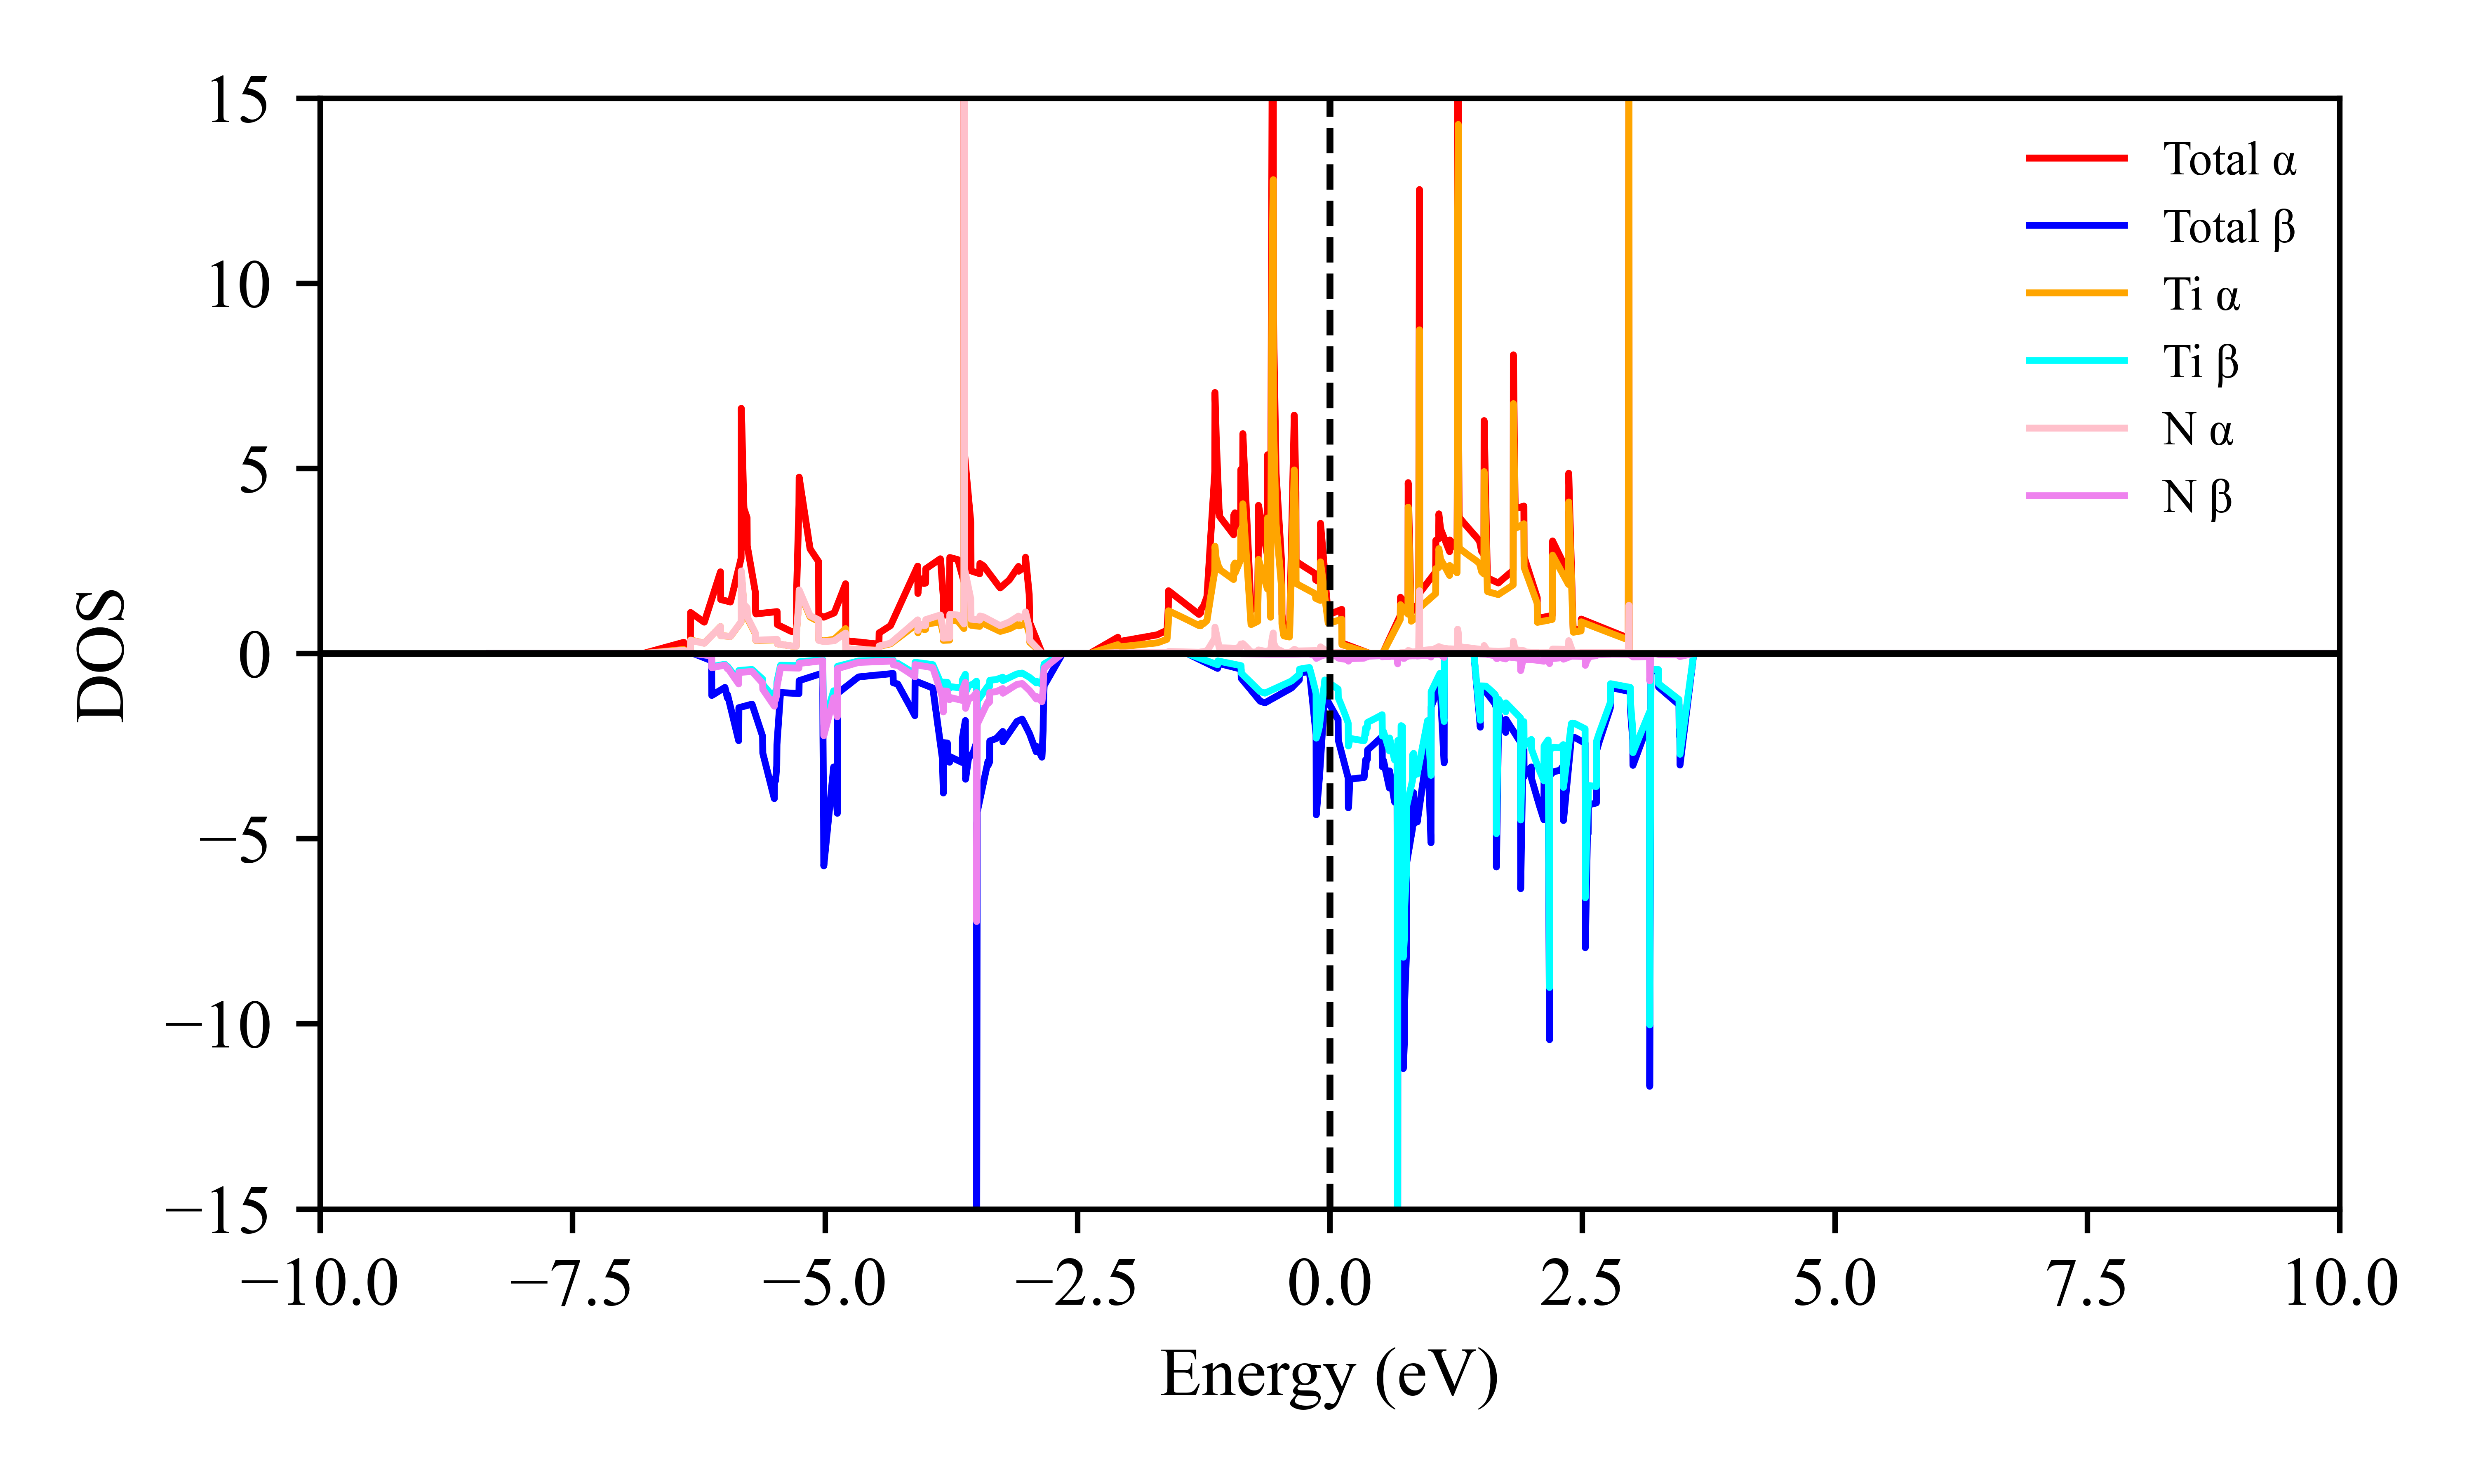 15
10
5
0
−5
−10
−15
DOS
−10.0 −7.5 −5.0 −2.5 0.0 2.5 5.0 7.5 10.0
Energy (eV)
Total α
Total β
Ti α
Ti β
N α
N β